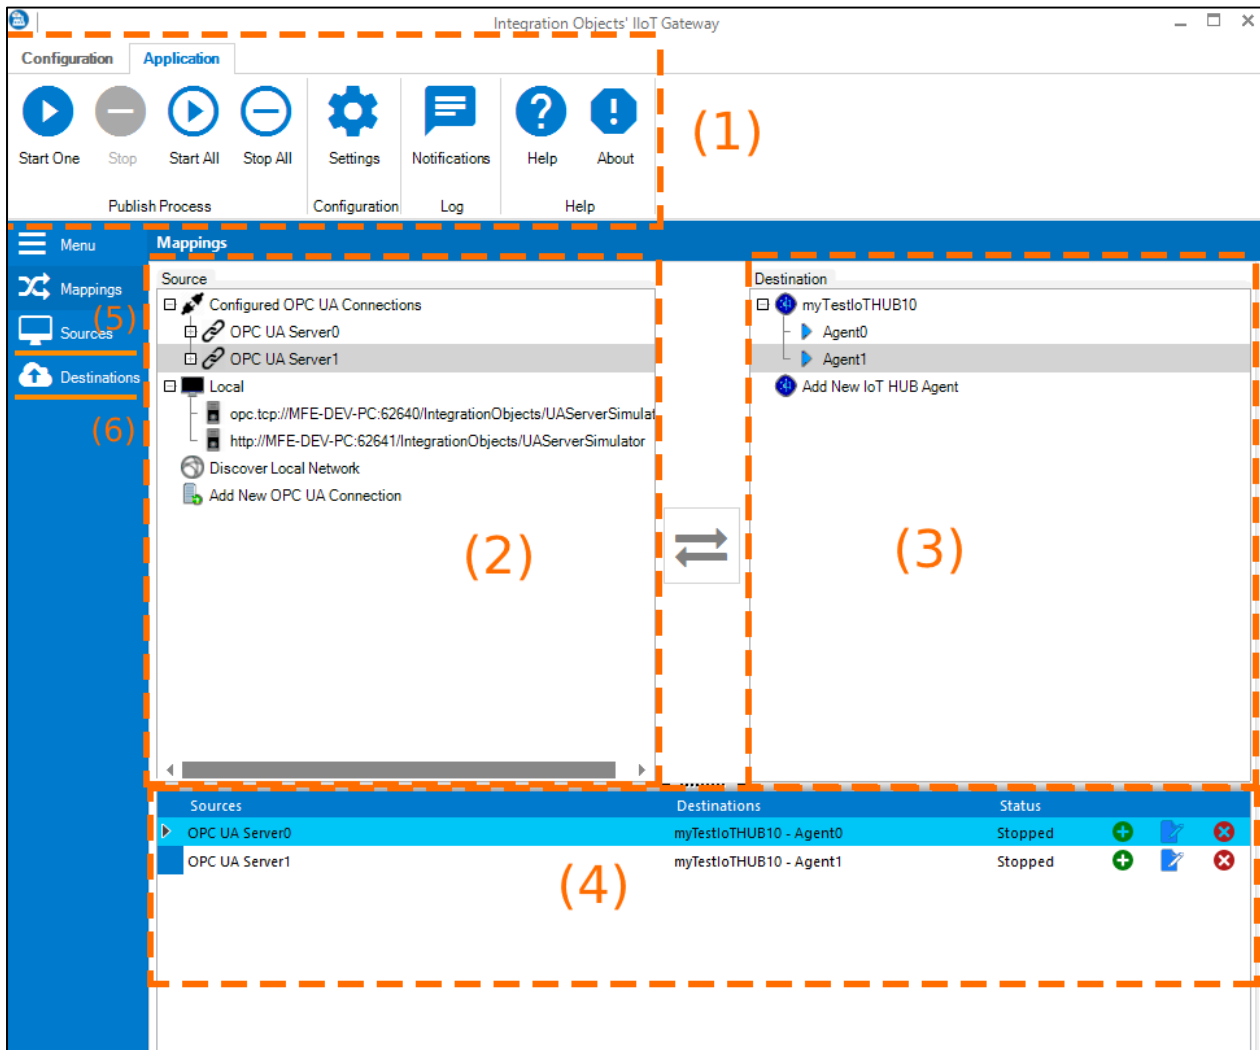 Integration Objects' IIoT Gateway
Configuration Application
Start One Stop Start All Stop All Settings Notifications Help About
(1)
Publish Process Configuration Log Help
Menu
Mappings
Mappings
Sources
Destinations
(5)
(6)
Source
Configured OPC UA Connections
OPC UA Server0
OPC UA Server1
Local
opc.tcp://MFE-DEV-PC:62640/IntegrationObjects/UAServerSimulat
http://MFE-DEV-PC:62641/IntegrationObjects/UAServerSimulator
Discover Local Network
Add New OPC UA Connection
(2)
Destination
myTestIoTHUB10
Agent0
Agent1
Add New IoT HUB Agent
(3)
Sources Destinations Status
OPC UA Server0 myTestIoTHUB10 - Agent0 Stopped
OPC UA Server1 myTestIoTHUB10 - Agent1 Stopped
(4)